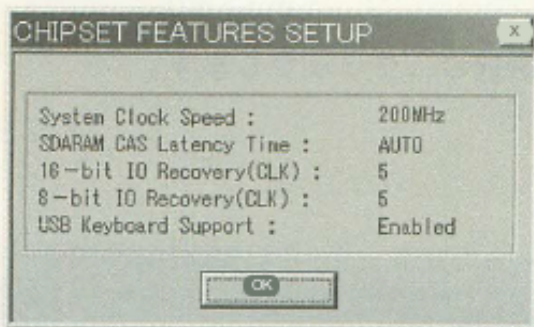 CHIPSET FEATURES SETUP X
System Clock Speed : 200MHz
SDARAM CAS Latency Time : AUTO
16-bit IO Recovery(CLK) : 5
8-bit IO Recovery(CLK) : 5
USB Keyboard Support : Enabled
OK